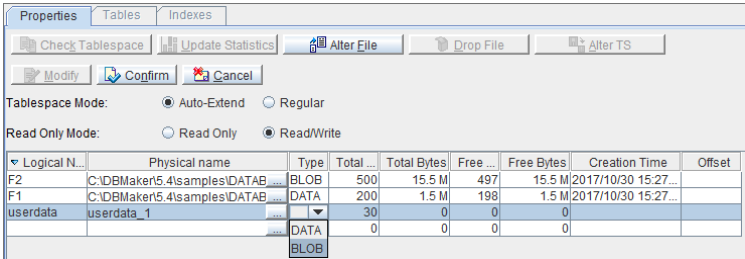 Properties Tables Indexes
Check Tablespace Update Statistics Alter File Drop File Alter TS
Modify Confirm Cancel
Tablespace Mode: Auto-Extend Regular
Read Only Mode: Read Only Read/Write
Logical N... Physical name Type Total ... Total Bytes Free ... Free Bytes Creation Time Offset
F2 C:\DBMaker\5.4\samples\DATAB ... BLOB 500 15.5 M 497 15.5 M 2017/10/30 15:27...
F1 C:\DBMaker\5.4\samples\DATAB ... DATA 200 1.5 M 198 1.5 M 2017/10/30 15:27...
userdata userdata_1 ... 30 0 0 0
... DATA 0 0 0 0
BLOB